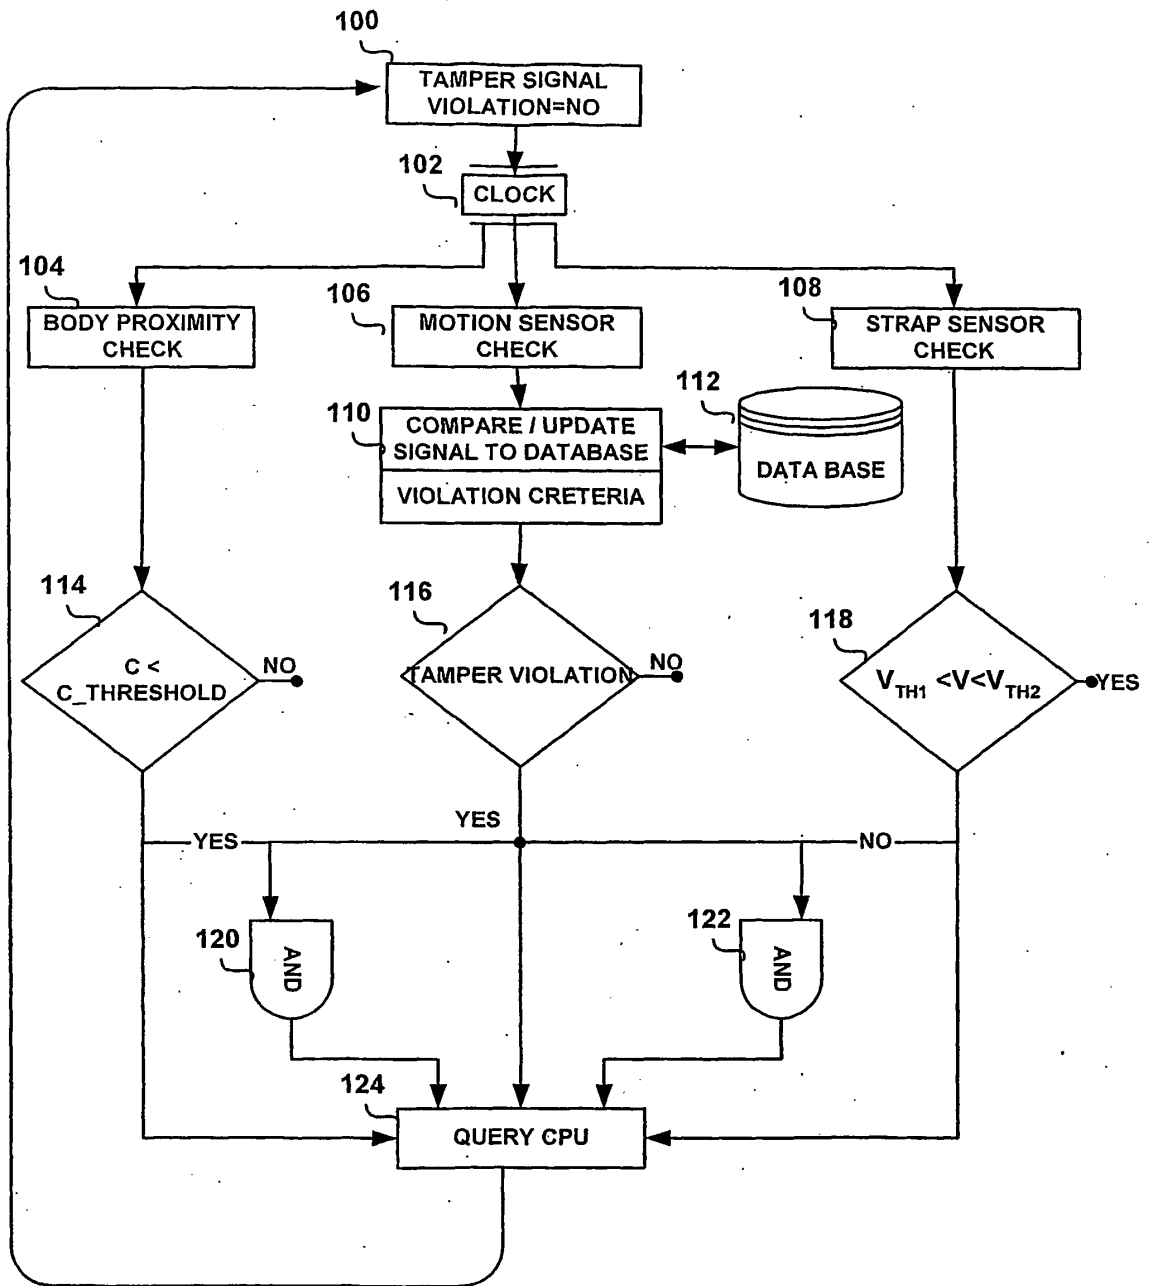 100
TAMPER SIGNAL
VIOLATION=NO
102
CLOCK
104
BODY PROXIMITY
CHECK
106
MOTION SENSOR
CHECK
108
STRAP SENSOR
CHECK
110
COMPARE / UPDATE
SIGNAL TO DATABASE
VIOLATION CRETERIA
112
DATA BASE
114
C <
C_THRESHOLD
NO
116
TAMPER VIOLATION
NO
118
VTH1 <V<VTH2
YES
YES
YES
NO
120
AND
122
AND
124
QUERY CPU